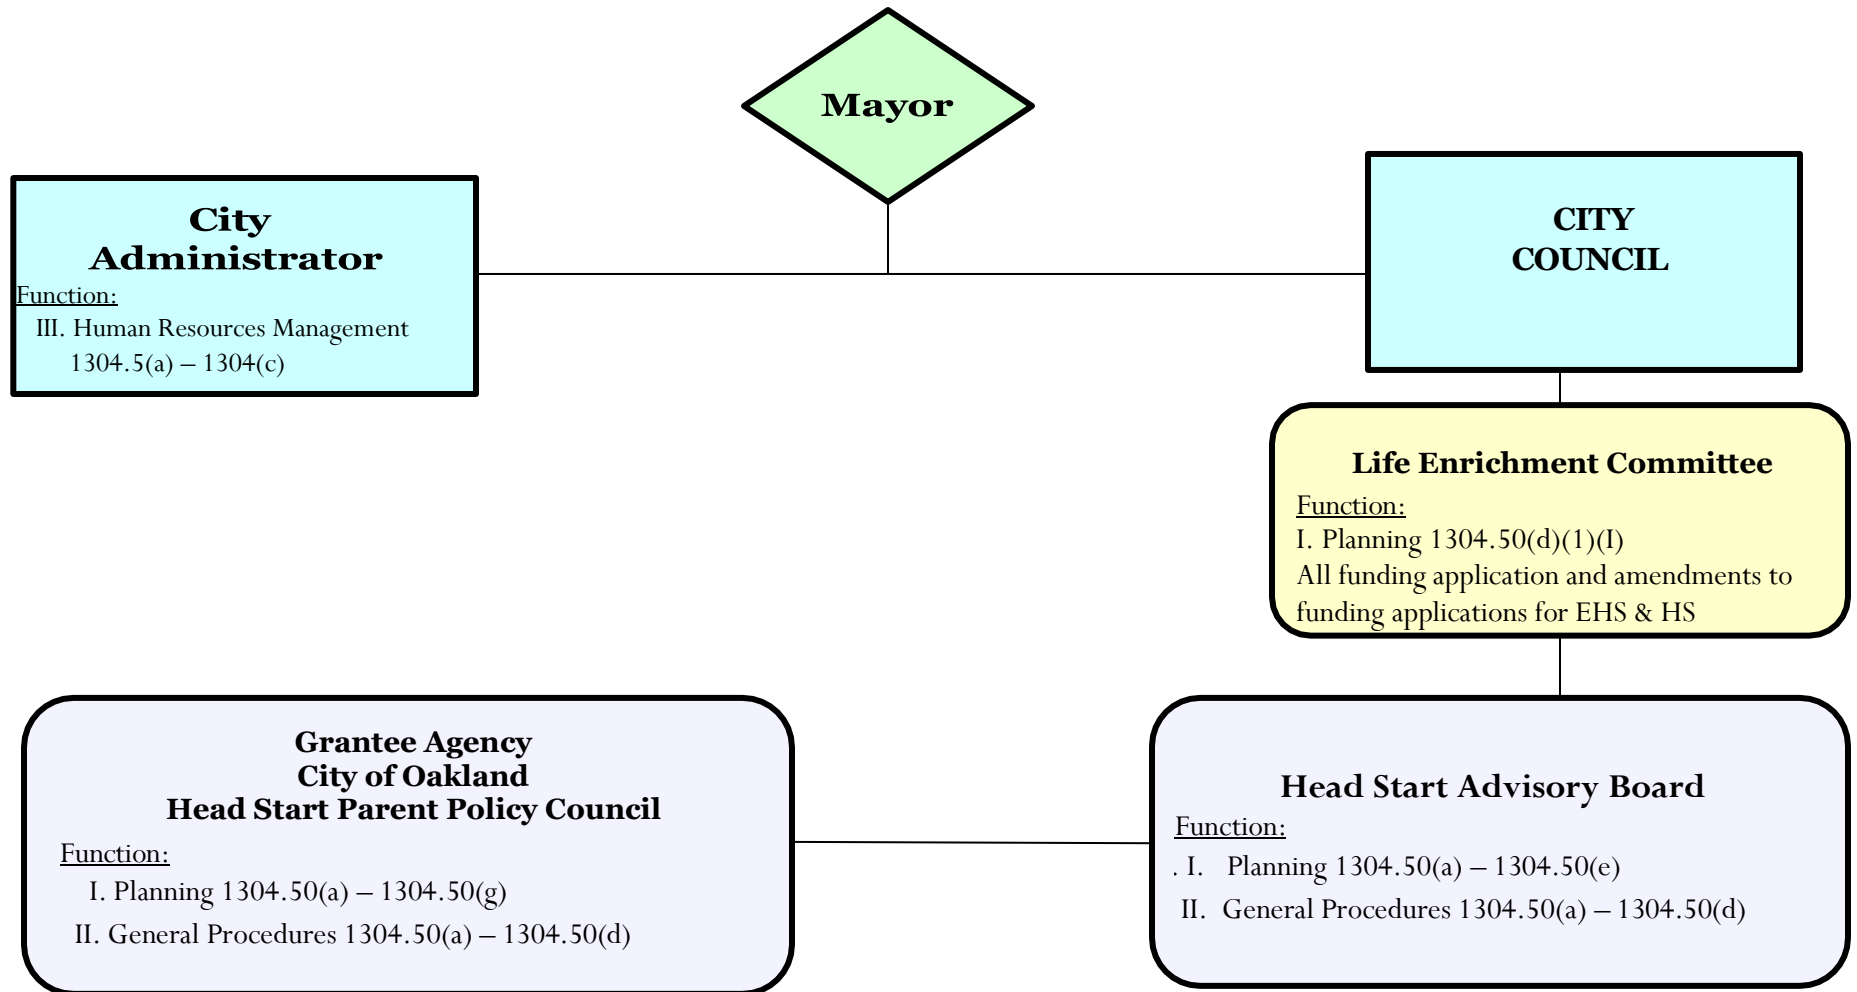 Mayor
City
Administrator
Function:
III. Human Resources Management
1304.5(a) – 1304(c)
CITY
COUNCIL
Life Enrichment Committee
Function:
I. Planning 1304.50(d)(1)(I)
All funding application and amendments to
funding applications for EHS & HS
Grantee Agency
City of Oakland
Head Start Parent Policy Council
Function:
I. Planning 1304.50(a) – 1304.50(g)
II. General Procedures 1304.50(a) – 1304.50(d)
Head Start Advisory Board
Function:
. I. Planning 1304.50(a) – 1304.50(e)
II. General Procedures 1304.50(a) – 1304.50(d)